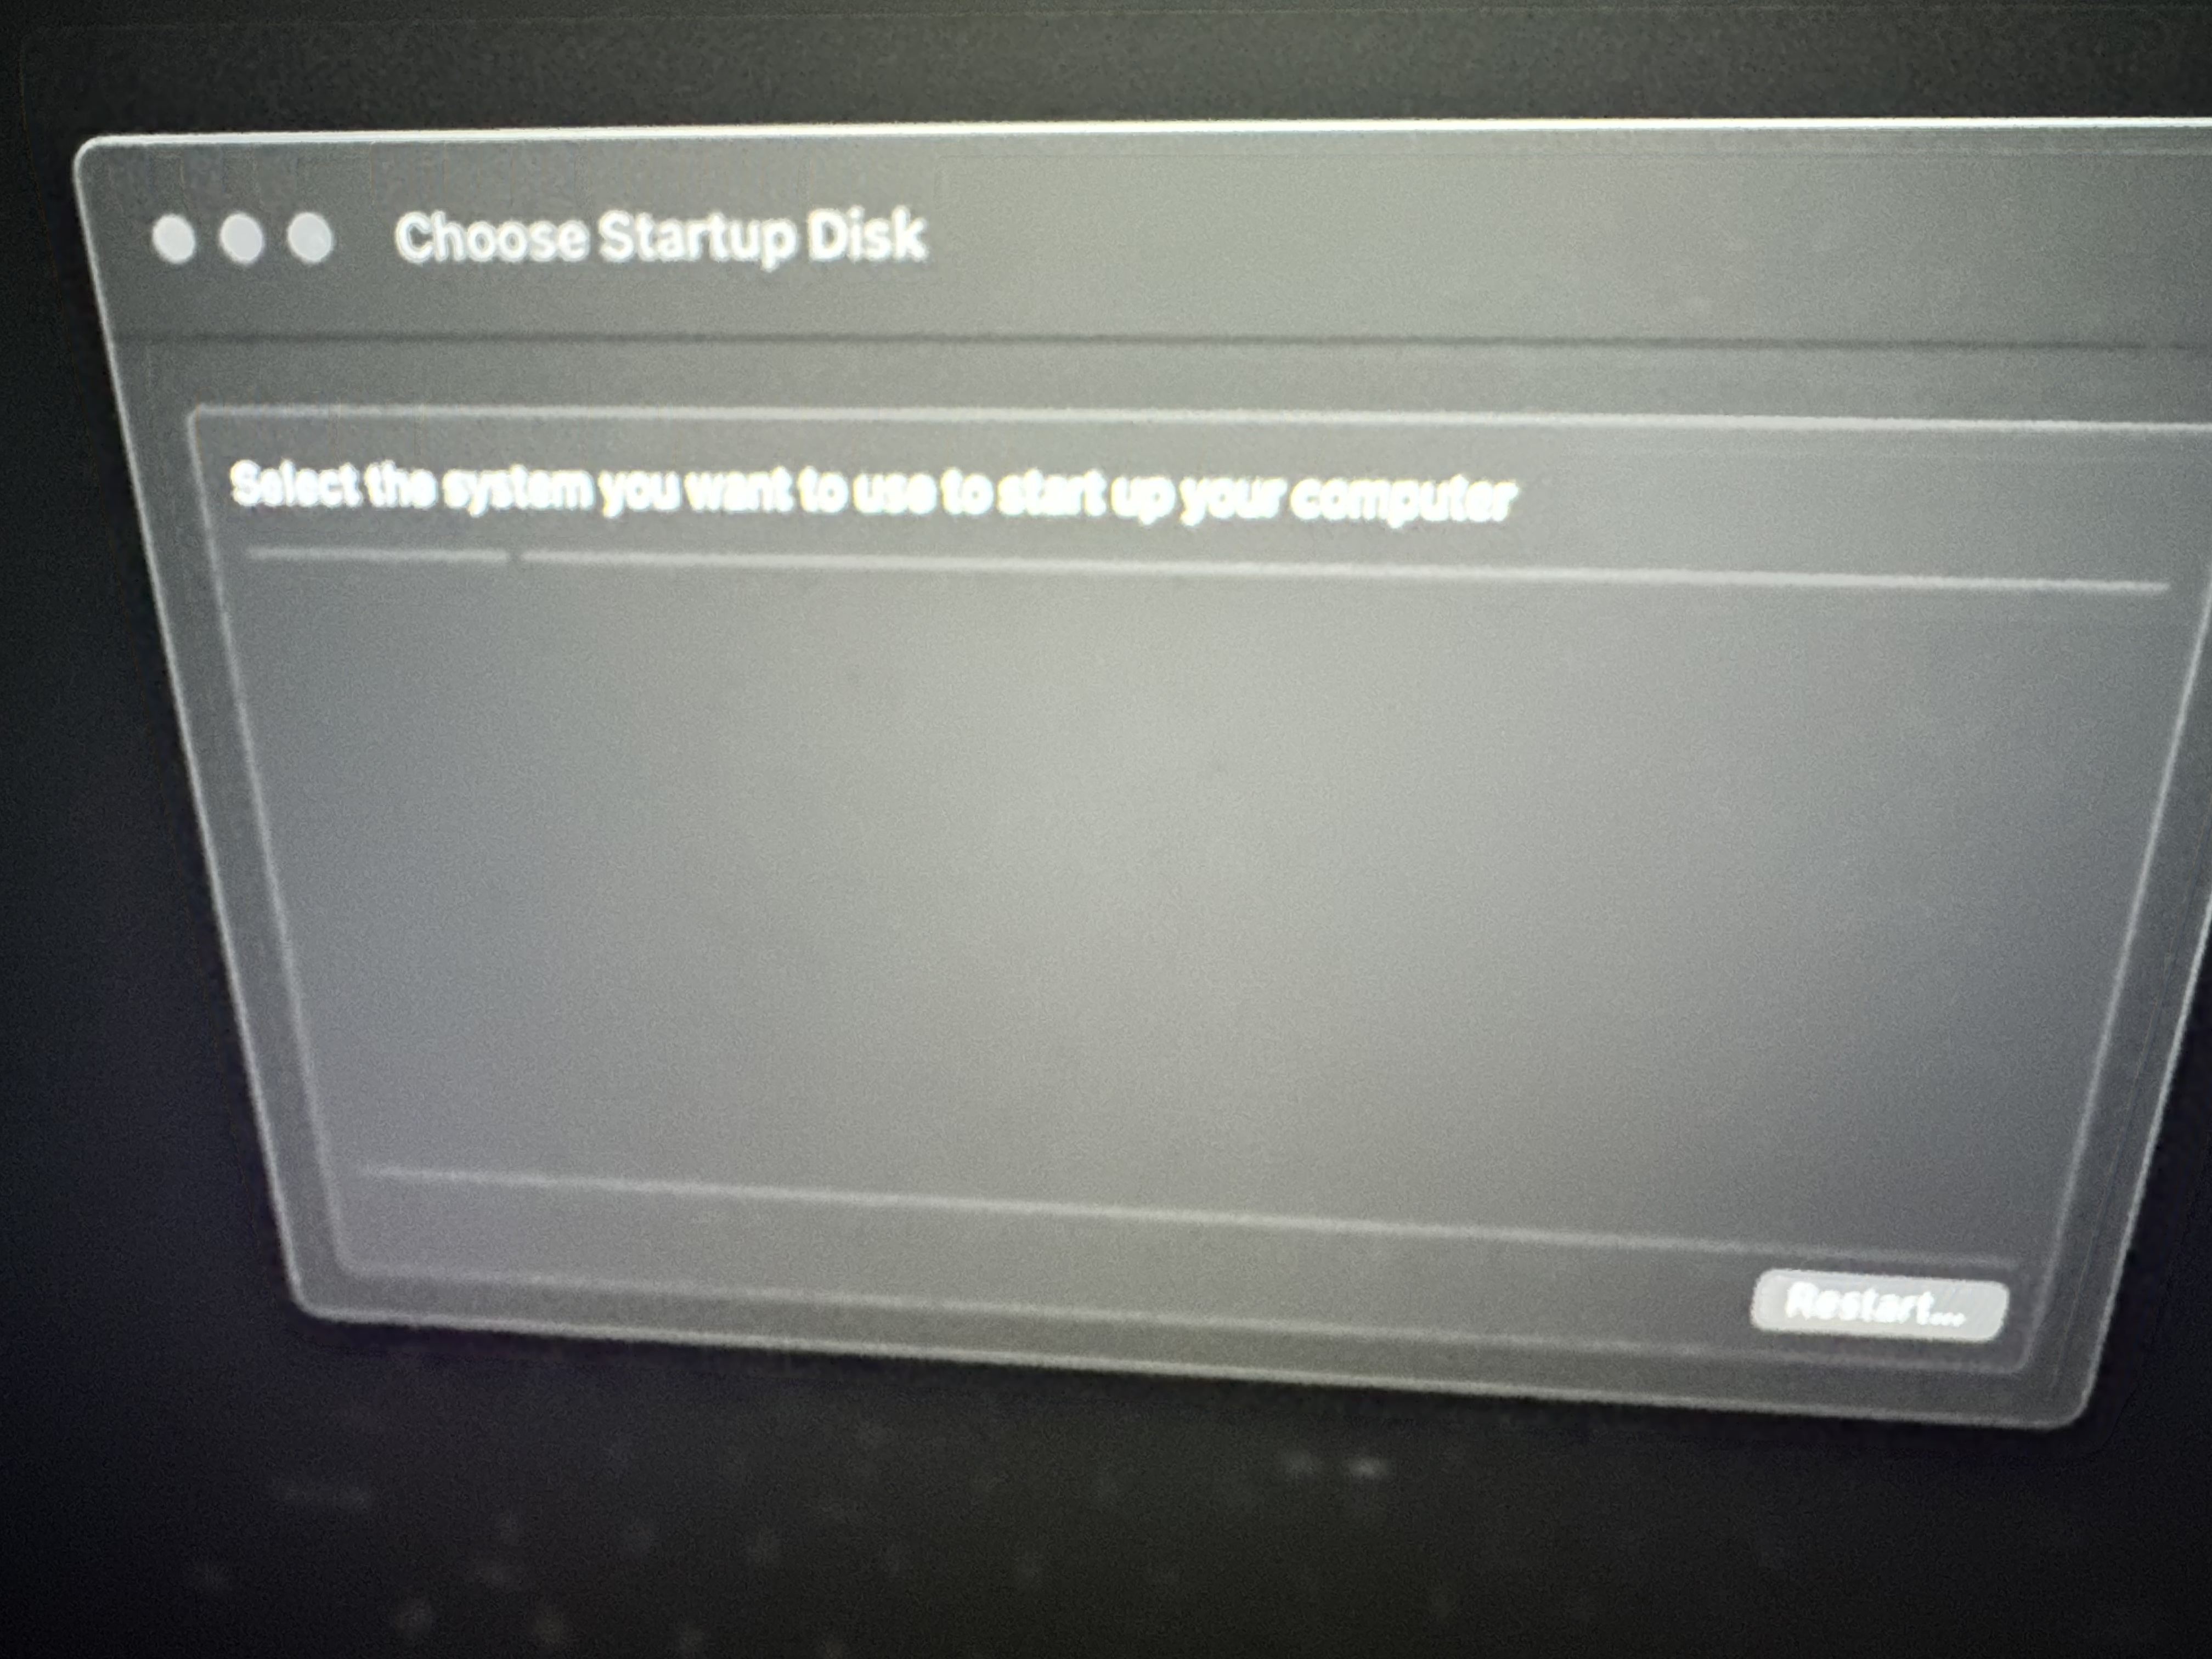 Choose Startup Disk
Select the system you want to use to start up your computer
Restart...